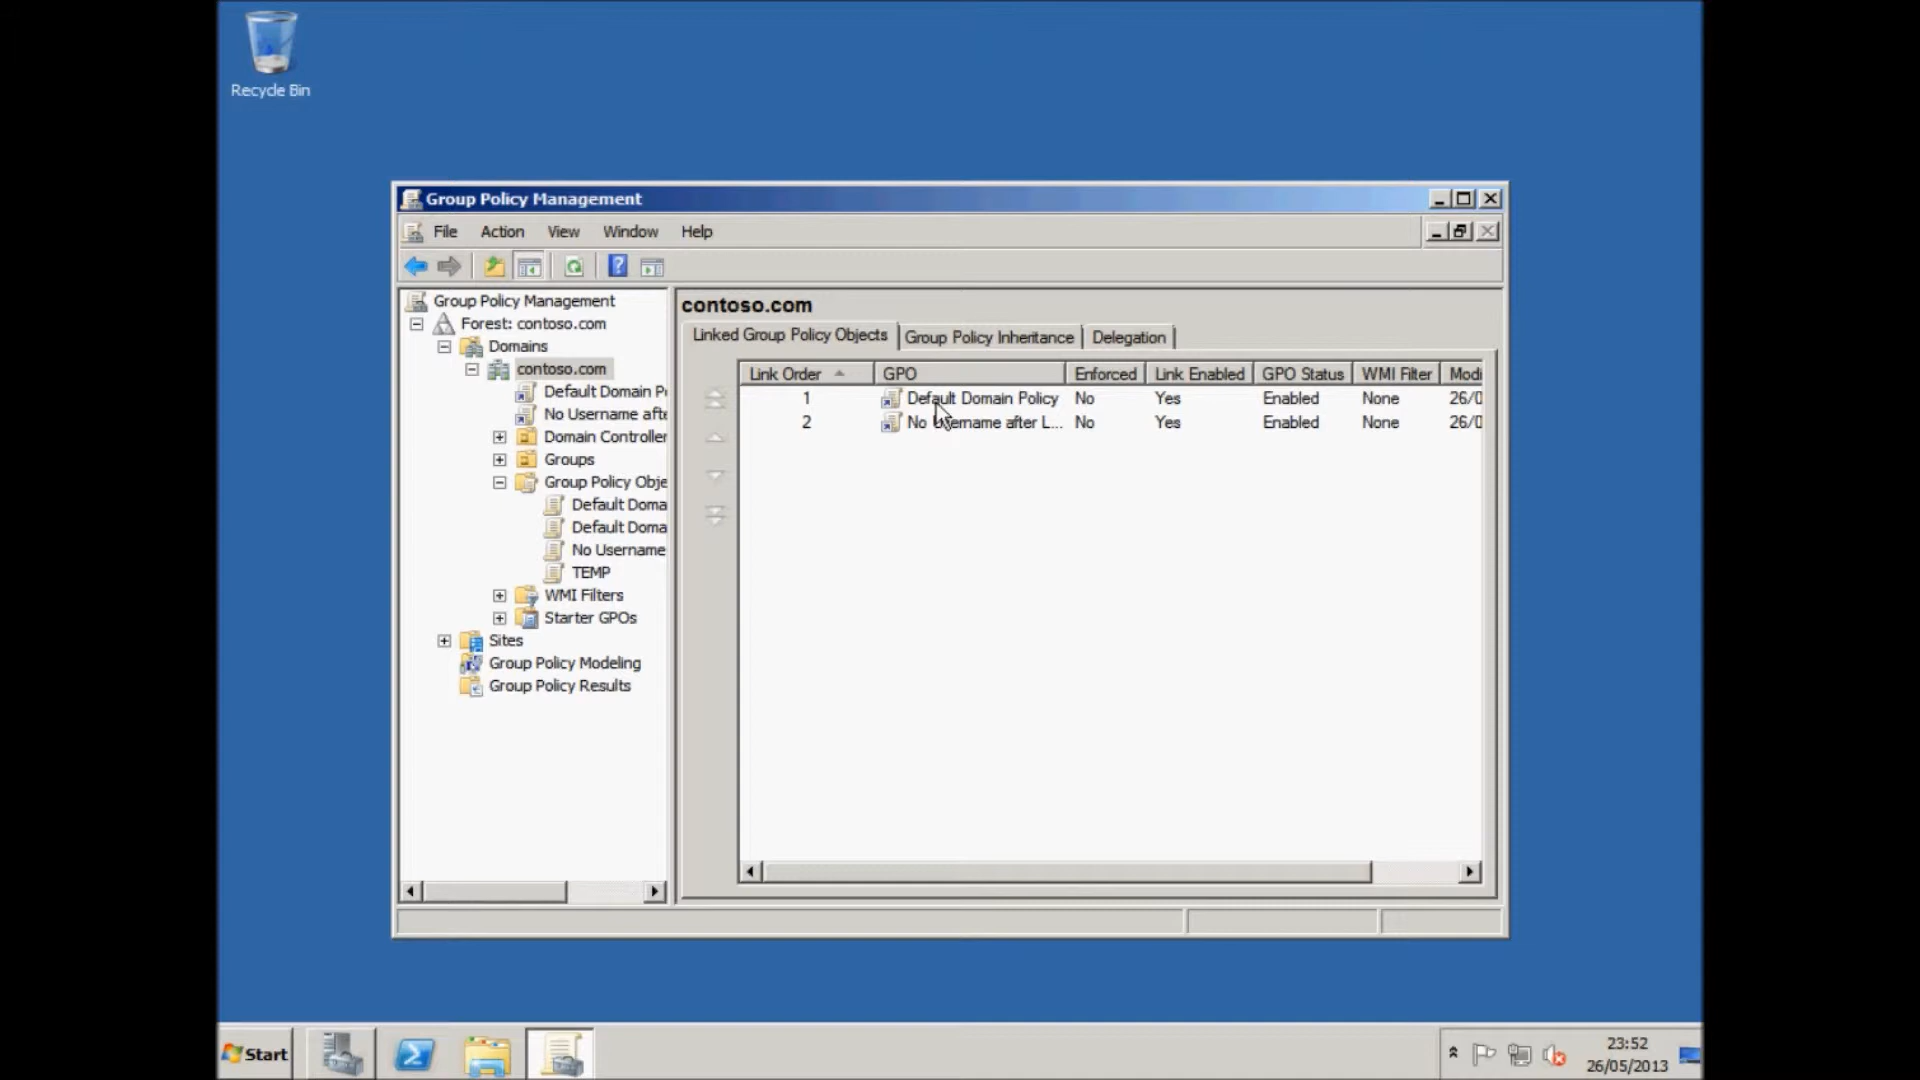 Recycle Bin
Group Policy Management
File Action View Window Help
Group Policy Management
Forest: contoso.com
Domains
contoso.com
Default Domain P
No Username afte
Domain Controller
Groups
Group Policy Obje
Default Doma
Default Doma
No Username
TEMP
WMI Filters
Starter GPOs
Sites
Group Policy Modeling
Group Policy Results
contoso.com
Linked Group Policy Objects Group Policy Inheritance Delegation
Link Order GPO Enforced Link Enabled GPO Status WMI Filter Modi
1 Default Domain Policy No Yes Enabled None 26/0
2 No Username after L... No Yes Enabled None 26/0
Start
23:52
26/05/2013